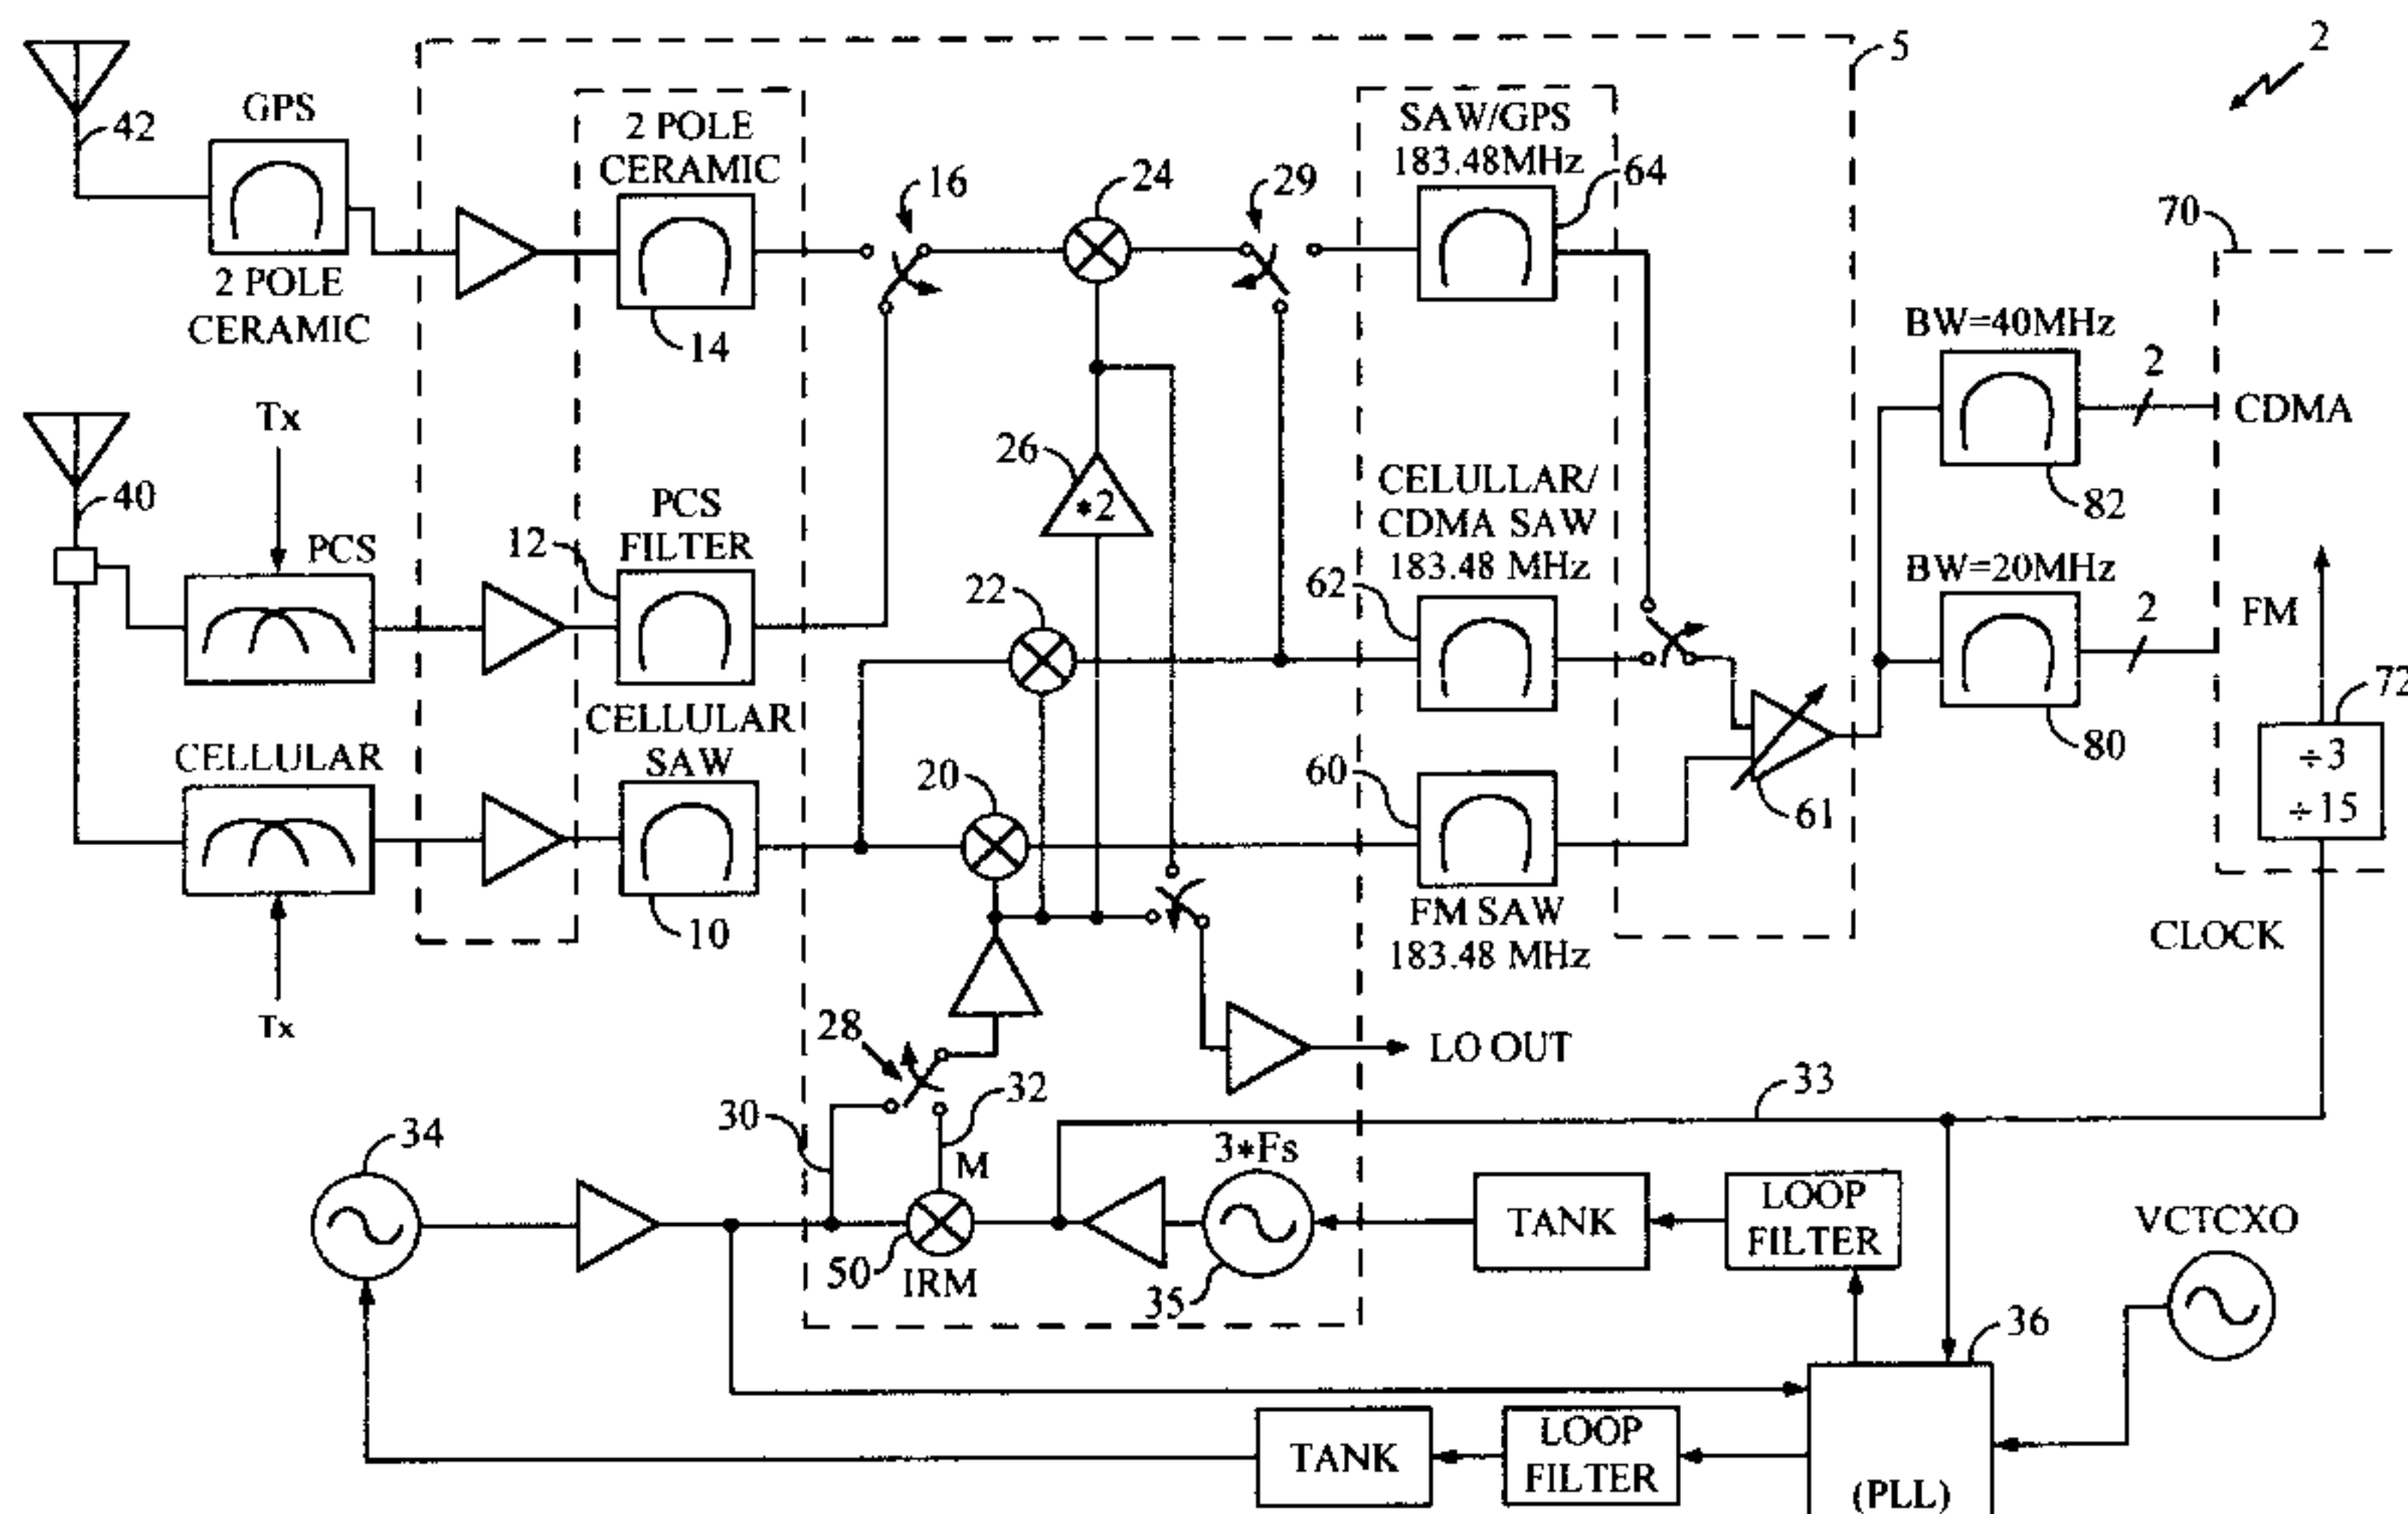 2
5
42
GPS
2 POLE
CERAMIC
2 POLE
CERAMIC
14
16
24
29
SAW/GPS
183.48MHz
64
70
Tx
40
PCS
12
PCS
FILTER
26
*2
22
CELULLAR/
CDMA SAW
183.48 MHz
62
BW=40MHz
2
CDMA
82
BW=20MHz
2
FM
80
72
÷3
÷15
CELLULAR
Tx
CELLULAR
SAW
10
20
60
61
FM SAW
183.48 MHz
CLOCK
28
LO OUT
30
32
M
33
34
50
IRM
3*Fs
35
TANK
LOOP
FILTER
VCTCXO
36
TANK
LOOP
FILTER
(PLL)